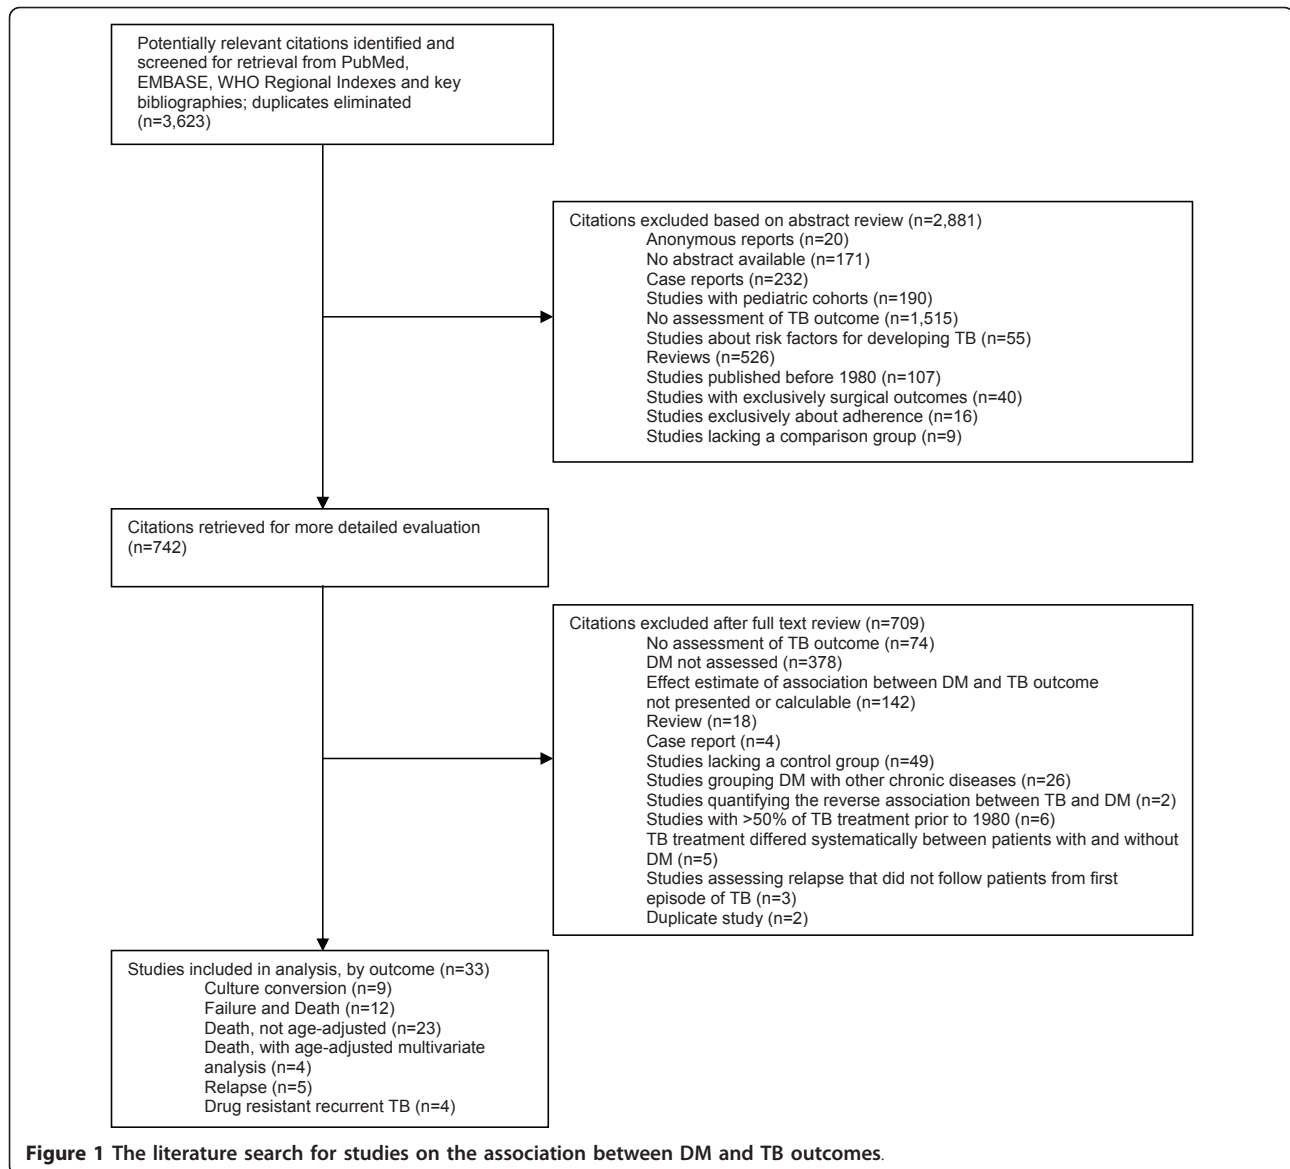 Potentially relevant citations identified and
screened for retrieval from PubMed,
EMBASE, WHO Regional Indexes and key
bibliographies; duplicates eliminated
(n=3,623)
Citations excluded based on abstract review (n=2,881)
Anonymous reports (n=20)
No abstract available (n=171)
Case reports (n=232)
Studies with pediatric cohorts (n=190)
No assessment of TB outcome (n=1,515)
Studies about risk factors for developing TB (n=55)
Reviews (n=526)
Studies published before 1980 (n=107)
Studies with exclusively surgical outcomes (n=40)
Studies exclusively about adherence (n=16)
Studies lacking a comparison group (n=9)
Citations retrieved for more detailed evaluation
(n=742)
Citations excluded after full text review (n=709)
No assessment of TB outcome (n=74)
DM not assessed (n=378)
Effect estimate of association between DM and TB outcome
not presented or calculable (n=142)
Review (n=18)
Case report (n=4)
Studies lacking a control group (n=49)
Studies grouping DM with other chronic diseases (n=26)
Studies quantifying the reverse association between TB and DM (n=2)
Studies with >50% of TB treatment prior to 1980 (n=6)
TB treatment differed systematically between patients with and without
DM (n=5)
Studies assessing relapse that did not follow patients from first
episode of TB (n=3)
Duplicate study (n=2)
Studies included in analysis, by outcome (n=33)
Culture conversion (n=9)
Failure and Death (n=12)
Death, not age-adjusted (n=23)
Death, with age-adjusted multivariate
analysis (n=4)
Relapse (n=5)
Drug resistant recurrent TB (n=4)
Figure 1 The literature search for studies on the association between DM and TB outcomes.